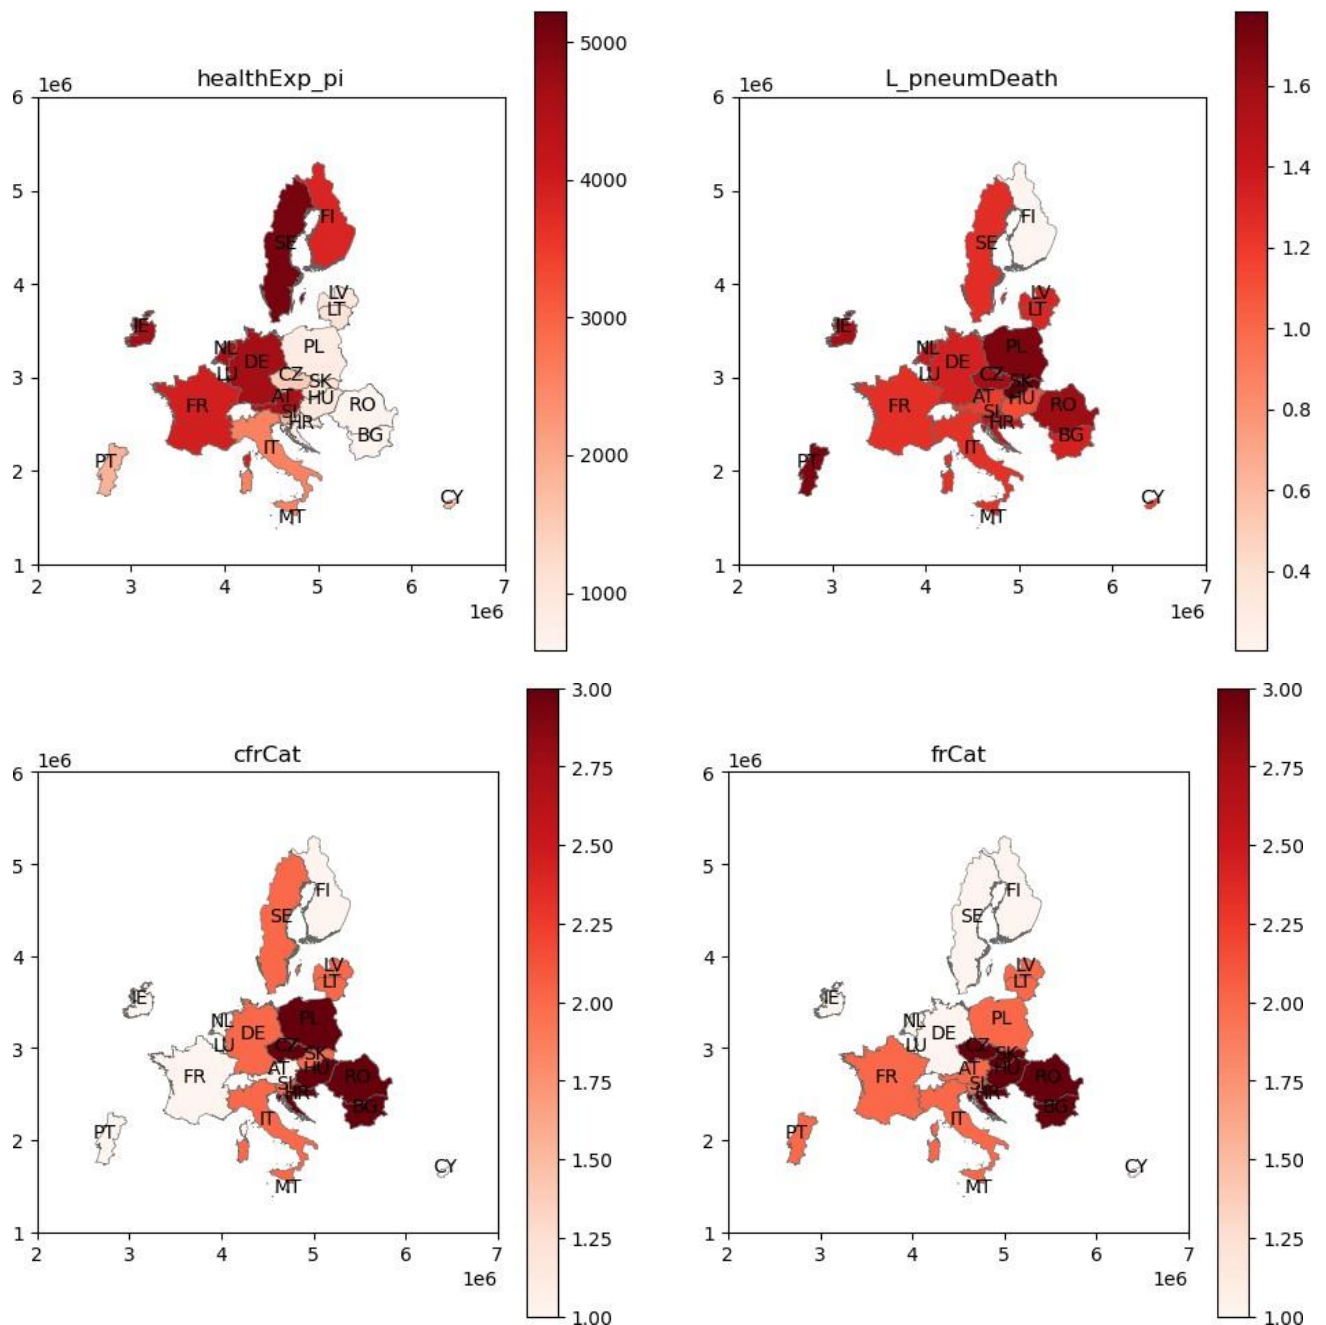 healthExp_pi
1e6
6
5
4
3
2
1
2 3 4 5 6 7
1e6
FI
SE
LV
LT
IE
NL
DE
PL
LU
CZ
SK
AT
HU
FR
SI
RO
HR
BG
IT
PT
CY
MT
5000
4000
3000
2000
1000
L_pneumDeath
1e6
6
5
4
3
2
1
2 3 4 5 6 7
1e6
FI
SE
LV
LT
IE
NL
DE
PL
LU
CZ
SK
AT
HU
FR
SI
RO
HR
BG
IT
PT
CY
MT
1.6
1.4
1.2
1.0
0.8
0.6
0.4
cfrCat
1e6
6
5
4
3
2
1
2 3 4 5 6 7
1e6
FI
SE
LV
LT
IE
NL
DE
PL
LU
CZ
SK
AT
HU
FR
SI
RO
HR
BG
IT
PT
CY
MT
3.00
2.75
2.50
2.25
2.00
1.75
1.50
1.25
1.00
frCat
1e6
6
5
4
3
2
1
2 3 4 5 6 7
1e6
FI
SE
LV
LT
IE
NL
DE
PL
LU
CZ
SK
AT
HU
FR
SI
RO
HR
BG
IT
PT
CY
MT
3.00
2.75
2.50
2.25
2.00
1.75
1.50
1.25
1.00